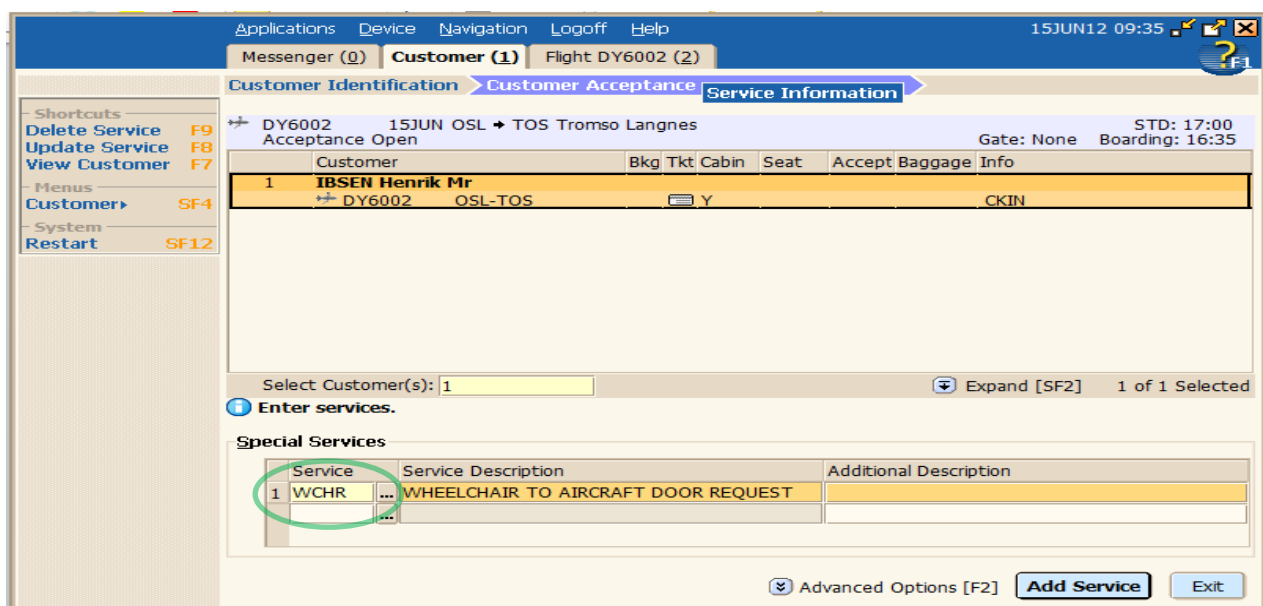 Applications Device Navigation Logoff Help 15JUN12 09:35
Messenger (0) Customer (1) Flight DY6002 (2)
?F1
Customer Identification Customer Acceptance Service Information
Shortcuts
Delete Service F9
Update Service F8
View Customer F7
Menus
Customer SF4
System
Restart SF12
DY6002 15JUN OSL → TOS Tromso Langnes STD: 17:00
Acceptance Open Gate: None Boarding: 16:35
Customer Bkg Tkt Cabin Seat Accept Baggage Info
1 IBSEN Henrik Mr
DY6002 OSL-TOS Y CKIN
Select Customer(s): 1 Expand [SF2] 1 of 1 Selected
Enter services.
Special Services
Service Service Description Additional Description
1 WCHR ... WHEELCHAIR TO AIRCRAFT DOOR REQUEST
...
Advanced Options [F2] Add Service Exit